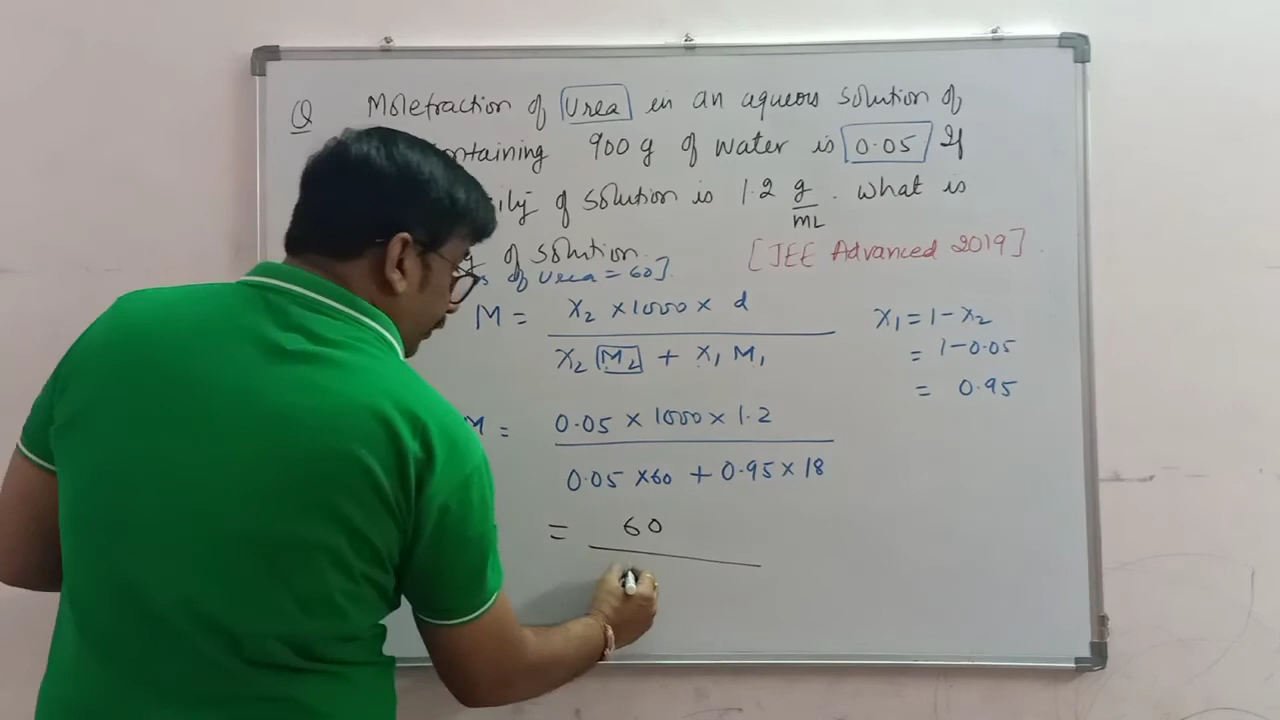 Q Molefraction of Urea in an aqueous solution of
ontaining 900 g of water is 0.05 If
of solution is 1.2 g/mL . what is
of solution. [JEE Advanced 2019].
of Urea = 60].
M = X₂ × 1000 × d
X₂ M₂ + X₁ M₁
X₁ = 1 - X₂
= 1 - 0.05
= 0.95
M = 0.05 × 1000 × 1.2
0.05 × 60 + 0.95 × 18
= 60